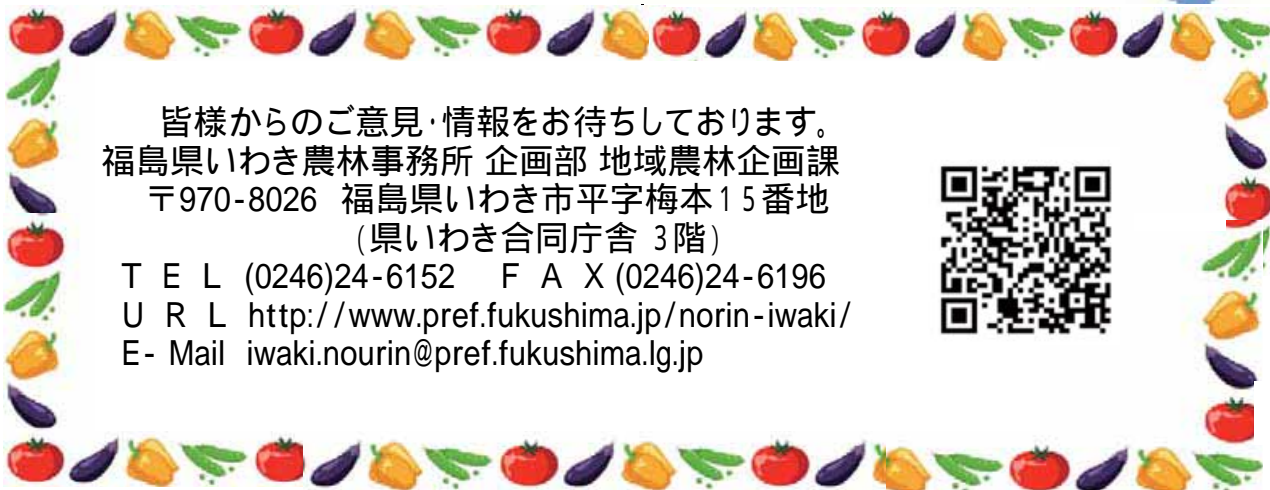 皆様からのご意見・情報をお待ちしております。
福島県いわき農林事務所 企画部 地域農林企画課
〒970-8026 福島県いわき市平字梅本15番地
(県いわき合同庁舎 3階)
TEL (0246)24-6152 FAX(0246)24-6196
URL http://www.pref.fukushima.jp/norin-iwaki/
E-Mail iwaki.nourin@pref.fukushima.lg.jp